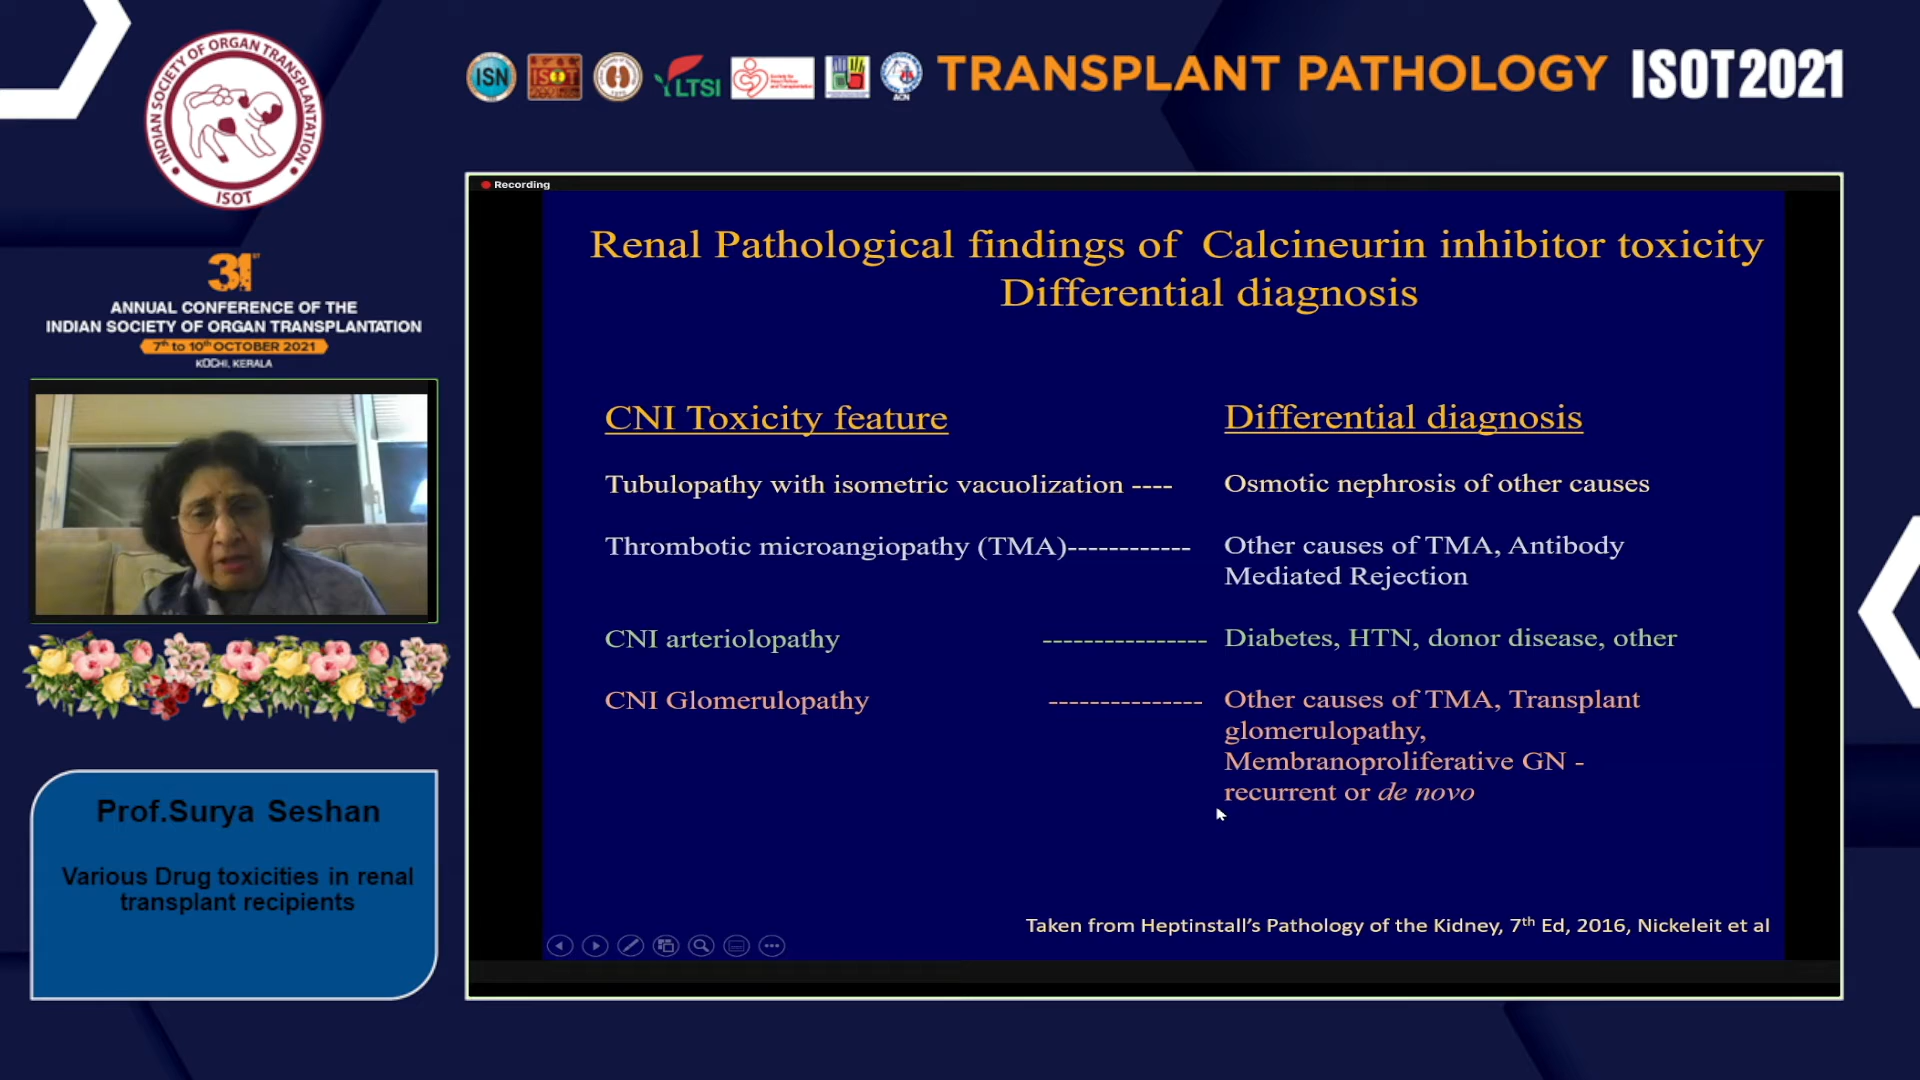 INDIAN SOCIETY OF ORGAN TRANSPLANTATION
ISOT
ISN
ISOT
LTSI
ACN
TRANSPLANT PATHOLOGY ISOT2021
31ST
ANNUAL CONFERENCE OF THE
INDIAN SOCIETY OF ORGAN TRANSPLANTATION
7th to 10th OCTOBER 2021
KOCHI, KERALA
Prof.Surya Seshan
Various Drug toxicities in renal
transplant recipients
Recording
Renal Pathological findings of Calcineurin inhibitor toxicity
Differential diagnosis
CNI Toxicity feature Differential diagnosis
Tubulopathy with isometric vacuolization ---- Osmotic nephrosis of other causes
Thrombotic microangiopathy (TMA)------------ Other causes of TMA, Antibody
Mediated Rejection
CNI arteriolopathy ---------------- Diabetes, HTN, donor disease, other
CNI Glomerulopathy --------------- Other causes of TMA, Transplant
glomerulopathy,
Membranoproliferative GN -
recurrent or de novo
Taken from Heptinstall's Pathology of the Kidney, 7th Ed, 2016, Nickeleit et al